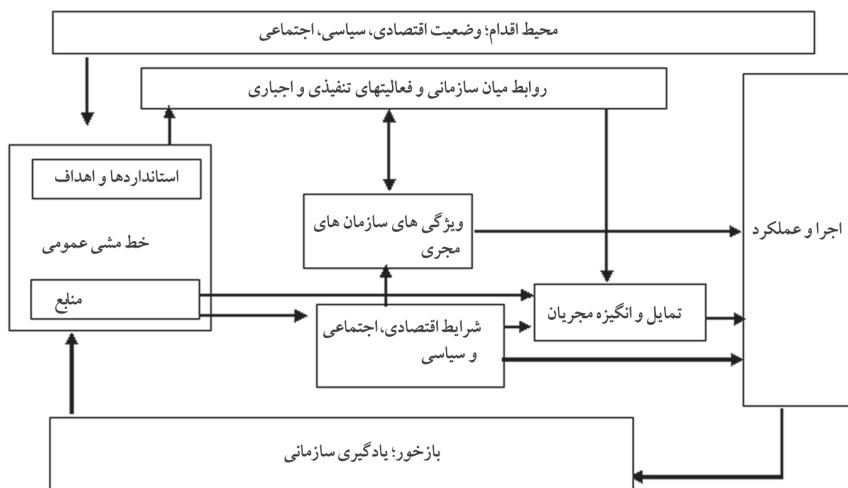 محیط اقدام؛ وضعیت اقتصادی، سیاسی، اجتماعی
روابط میان سازمانی و فعالیتهای تنفیذی و اجباری
استانداردها و اهداف
خط مشی عمومی
منابع
ویژگی های سازمان های
مجری
اجرا و عملکرد
شرایط اقتصادی، اجتماعی
و سیاسی
تمایل و انگیزه مجریان
بازخور؛ یادگیری سازمانی